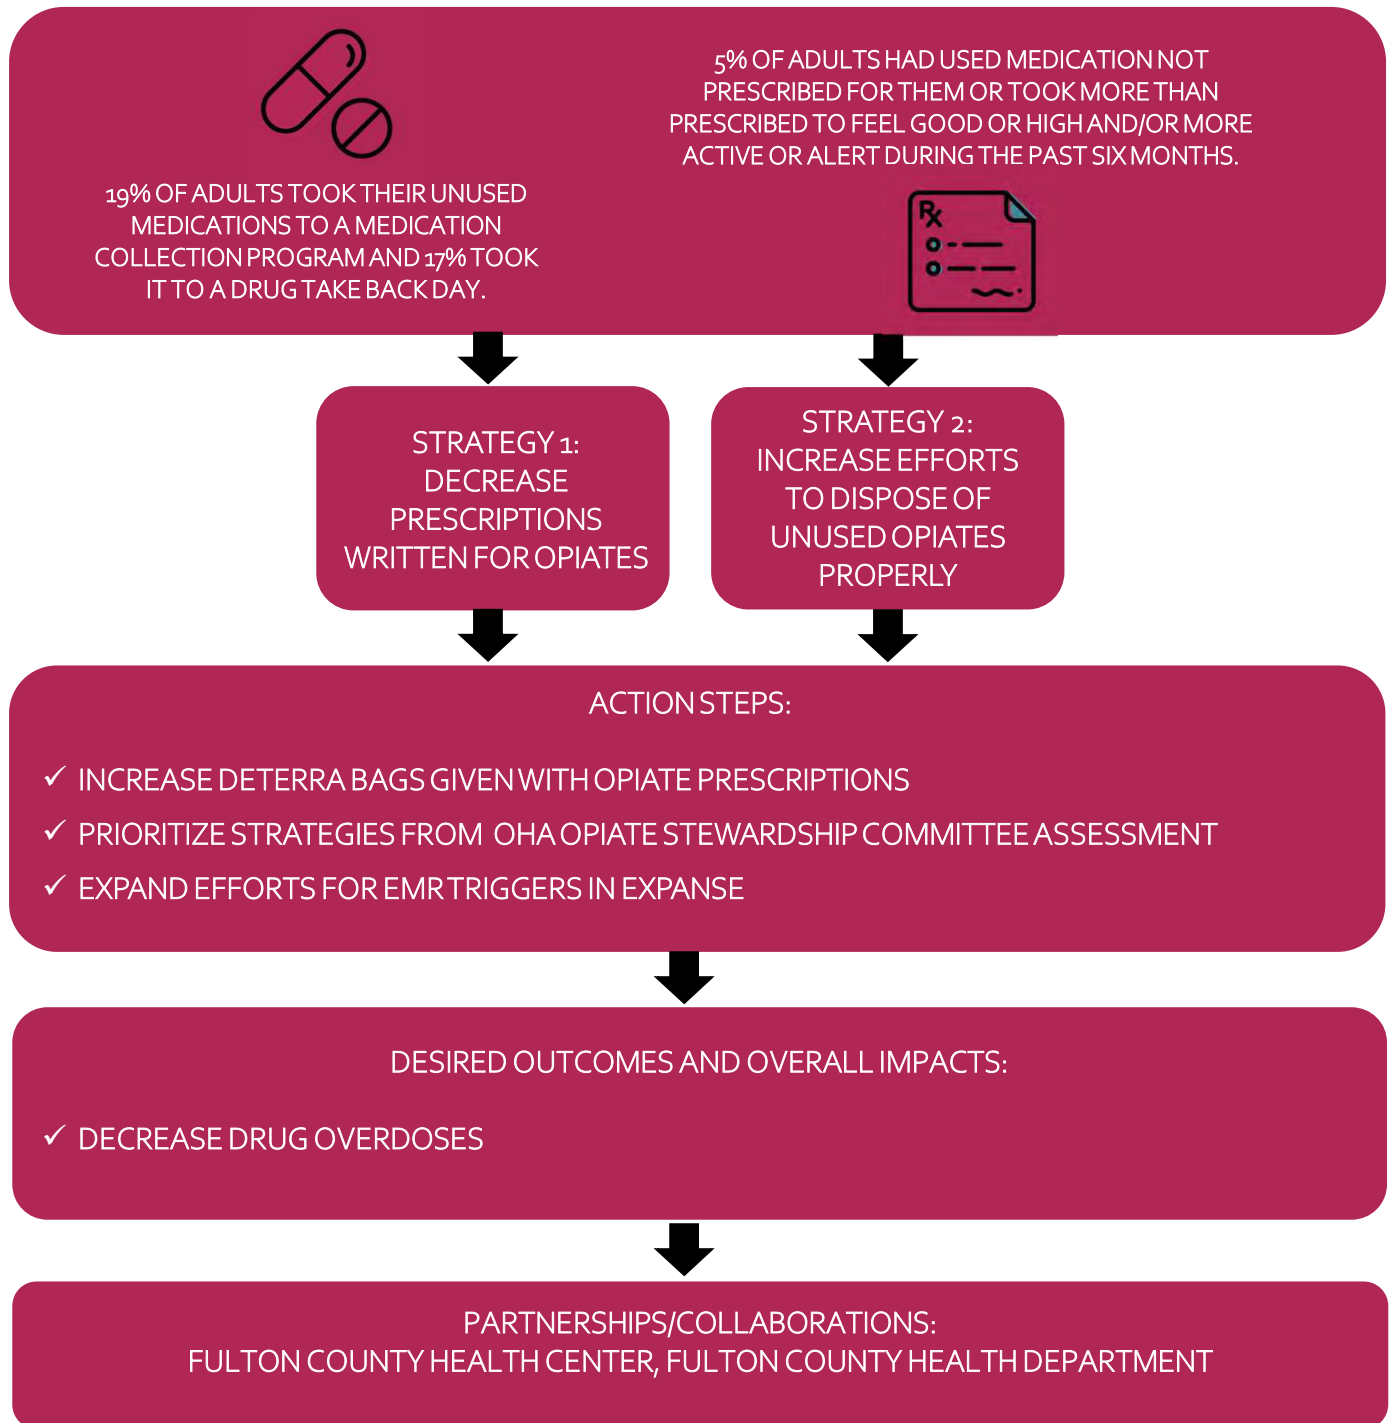 19% OF ADULTS TOOK THEIR UNUSED
MEDICATIONS TO A MEDICATION
COLLECTION PROGRAM AND 17% TOOK
IT TO A DRUG TAKE BACK DAY.
5% OF ADULTS HAD USED MEDICATION NOT
PRESCRIBED FOR THEM OR TOOK MORE THAN
PRESCRIBED TO FEEL GOOD OR HIGH AND/OR MORE
ACTIVE OR ALERT DURING THE PAST SIX MONTHS.
Rx
STRATEGY 1:
DECREASE
PRESCRIPTIONS
WRITTEN FOR OPIATES
STRATEGY 2:
INCREASE EFFORTS
TO DISPOSE OF
UNUSED OPIATES
PROPERLY
ACTION STEPS:
✓ INCREASE DETERRA BAGS GIVEN WITH OPIATE PRESCRIPTIONS
✓ PRIORITIZE STRATEGIES FROM OHA OPIATE STEWARDSHIP COMMITTEE ASSESSMENT
✓ EXPAND EFFORTS FOR EMR TRIGGERS IN EXPANSE
DESIRED OUTCOMES AND OVERALL IMPACTS:
✓ DECREASE DRUG OVERDOSES
PARTNERSHIPS/COLLABORATIONS:
FULTON COUNTY HEALTH CENTER, FULTON COUNTY HEALTH DEPARTMENT